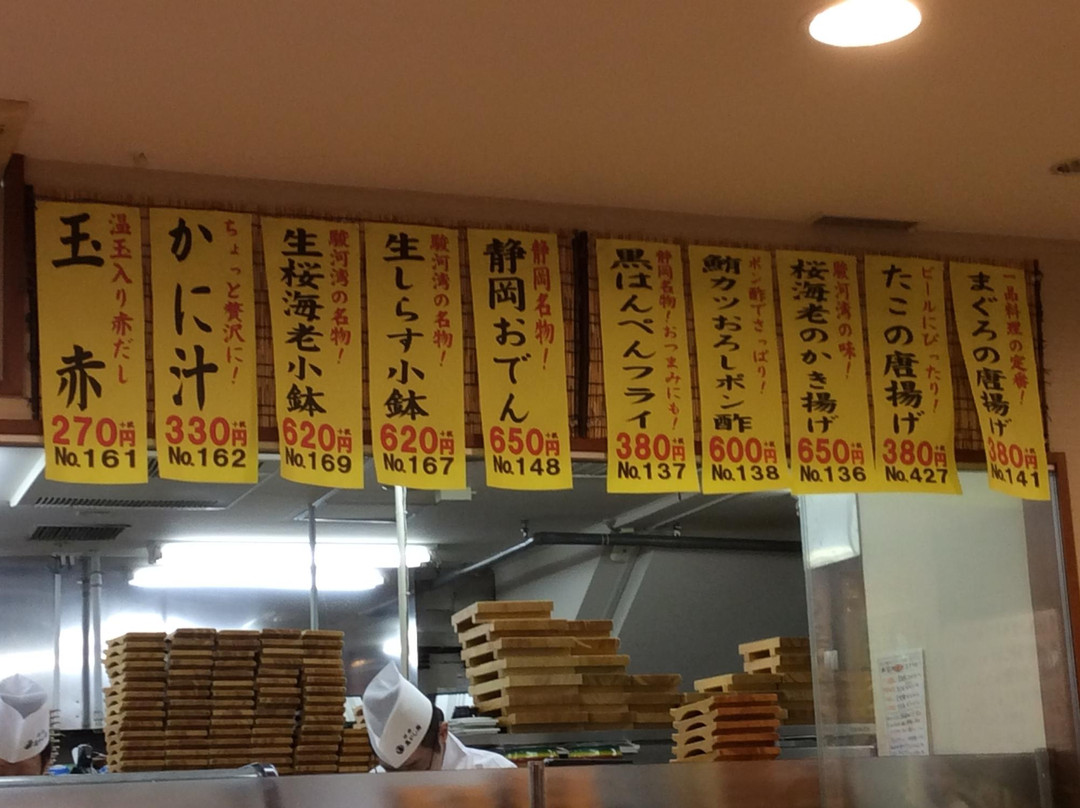 温玉入り赤だし
玉赤
270円
No.161
ちょっと贅沢に!
かに汁
330円
No.162
駿河湾の名物!
生桜海老小鉢
620円
No.169
駿河湾の名物!
生しらす小鉢
620円
No.167
静岡名物!
静岡おでん
650円
No.148
静岡名物!おつまみにも!
黒はんぺんフライ
380円
No.137
ポン酢でさっぱり!
鮪カツおろしポン酢
600円
No.138
駿河湾の味!
桜海老のかき揚げ
650円
No.136
ビールにぴったり!
たこの唐揚げ
380円
No.427
一品料理の定番!
まぐろの唐揚げ
380円
No.141